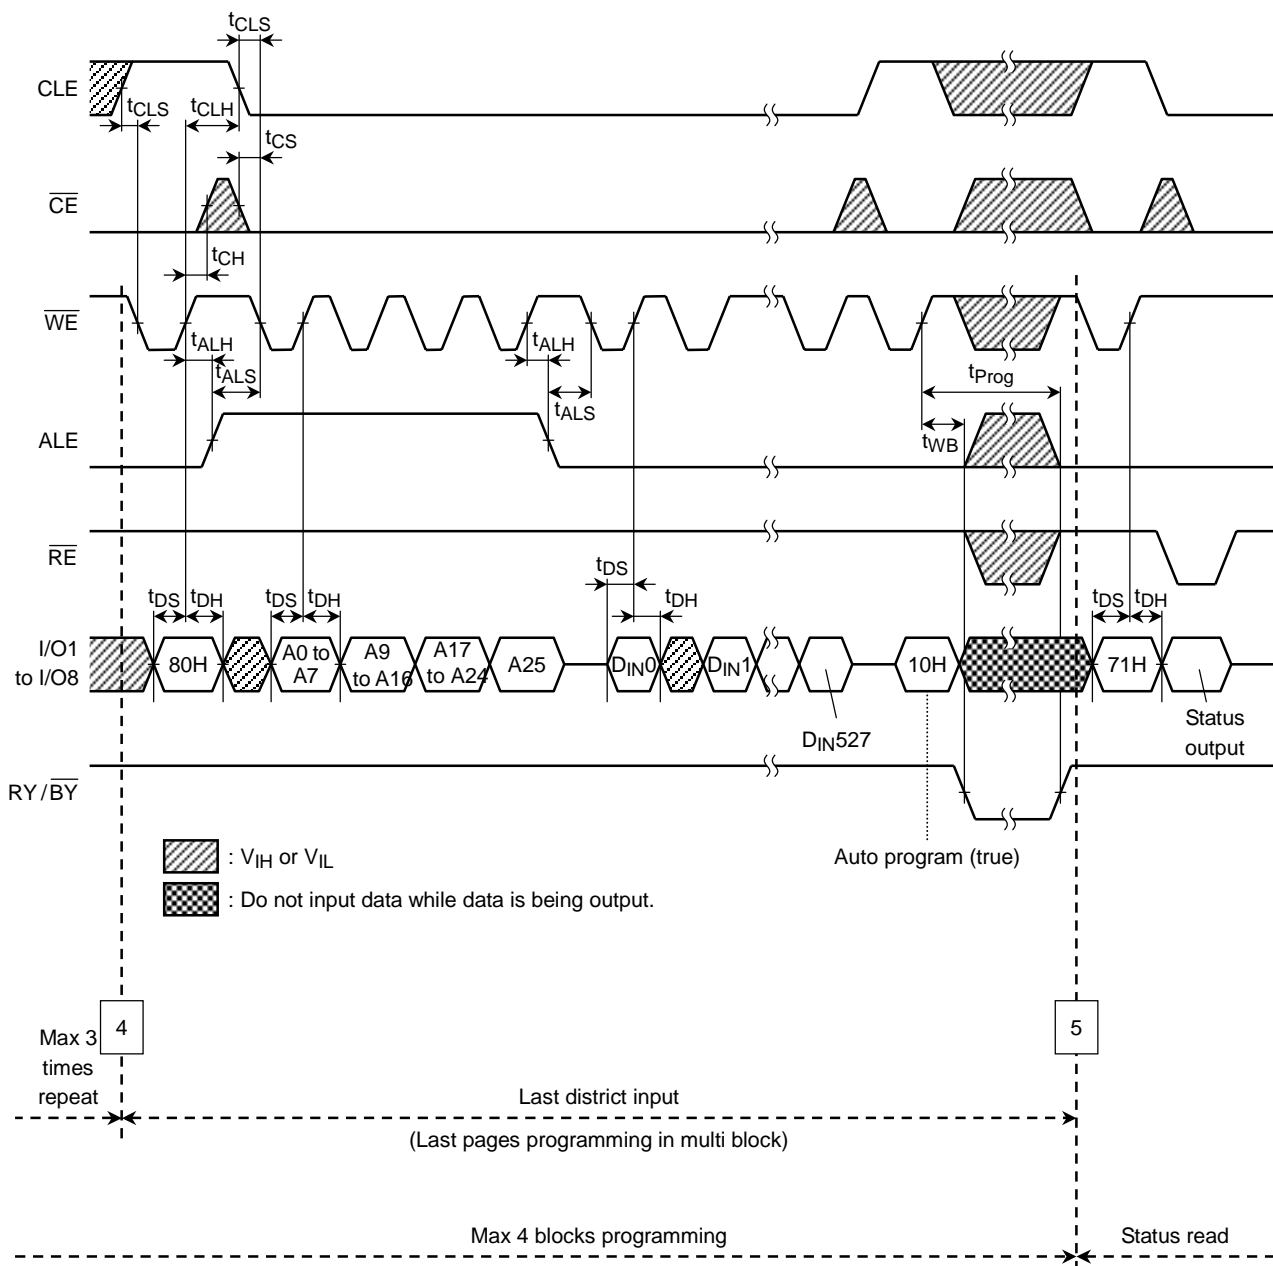 tCLS
CLE
tCLS
tCLH
tCS
CE
tCH
WE
tALH
tALS
tALH
tALS
tProg
tWB
ALE
RE
tDS
tDH
tDS
tDH
tDS
tDH
tDS
tDH
I/O1
to I/O8
80H
A0 to
A7
A9
to A16
A17
to A24
A25
DIN0
DIN1
10H
71H
DIN527
Status
output
RY/BY
: VIH or VIL
Auto program (true)
: Do not input data while data is being output.
4
5
Max 3
times
repeat
Last district input
(Last pages programming in multi block)
Max 4 blocks programming
Status read